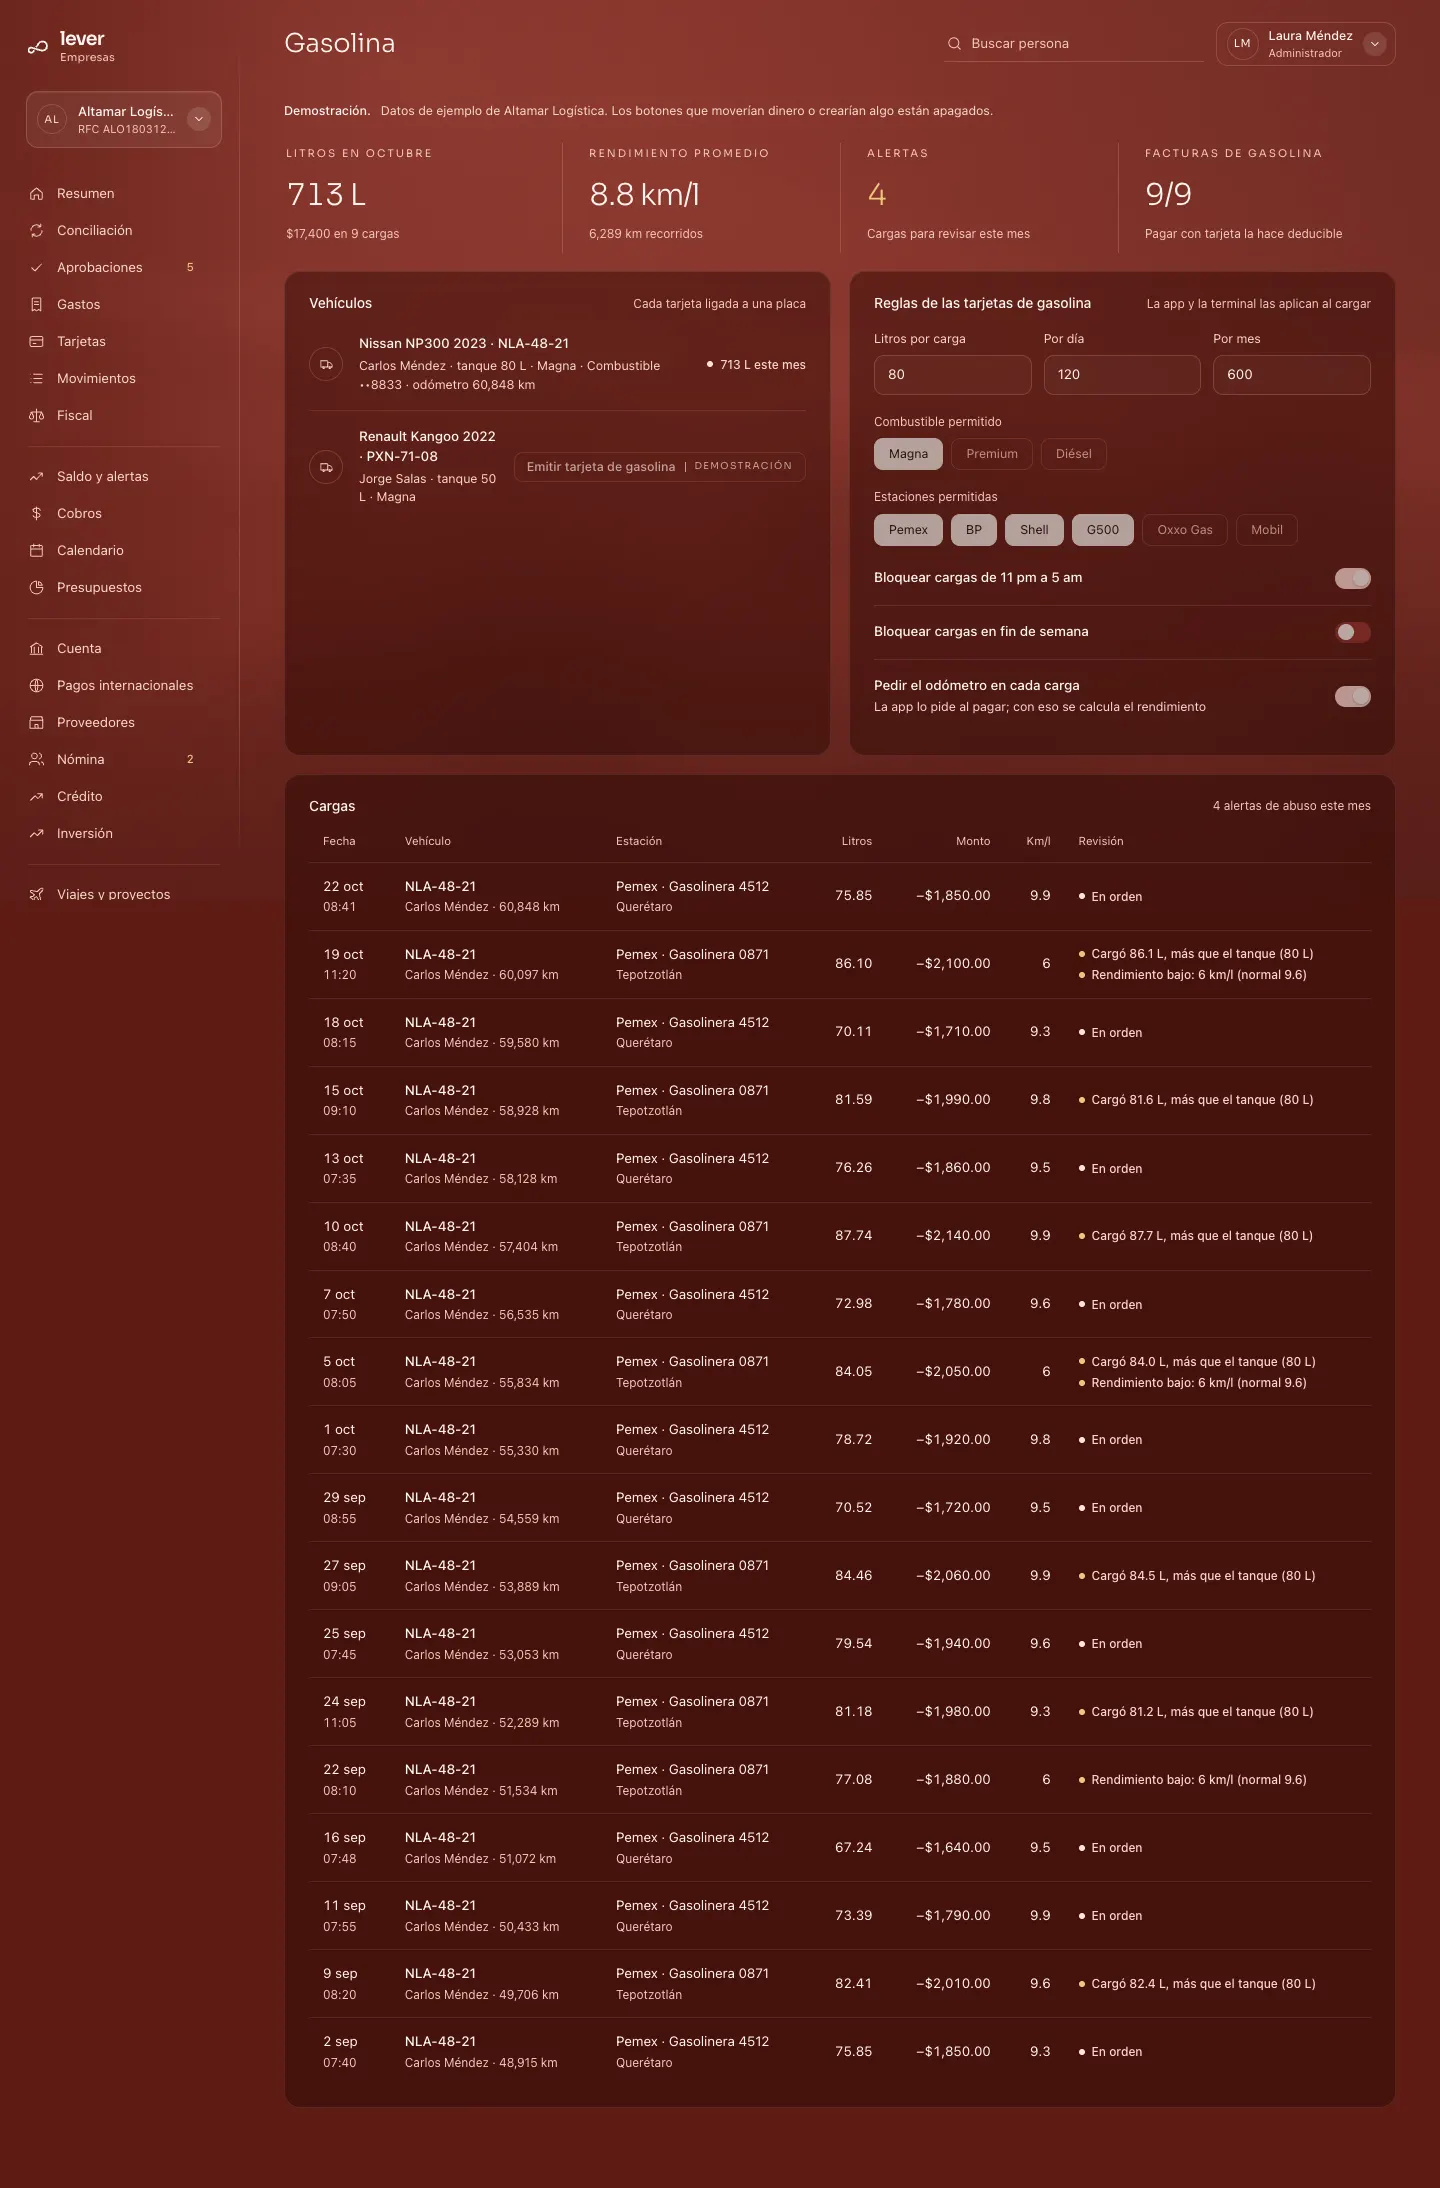 lever
Empresas
AL
Altamar Logís...
RFC ALO180312...
Resumen
Conciliación
Aprobaciones 5
Gastos
Tarjetas
Movimientos
Fiscal
Saldo y alertas
Cobros
Calendario
Presupuestos
Cuenta
Pagos internacionales
Proveedores
Nómina 2
Crédito
Inversión
Viajes y proyectos
Gasolina
Buscar persona
LM
Laura Méndez
Administrador
Demostración. Datos de ejemplo de Altamar Logística. Los botones que moverían dinero o crearían algo están apagados.
LITROS EN OCTUBRE
713 L
$17,400 en 9 cargas
RENDIMIENTO PROMEDIO
8.8 km/l
6,289 km recorridos
ALERTAS
4
Cargas para revisar este mes
FACTURAS DE GASOLINA
9/9
Pagar con tarjeta la hace deducible
Vehículos
Cada tarjeta ligada a una placa
Nissan NP300 2023 · NLA-48-21
Carlos Méndez · tanque 80 L · Magna · Combustible
··8833 · odómetro 60,848 km
713 L este mes
Renault Kangoo 2022
· PXN-71-08
Jorge Salas · tanque 50
L · Magna
Emitir tarjeta de gasolina | DEMOSTRACIÓN
Reglas de las tarjetas de gasolina
La app y la terminal las aplican al cargar
Litros por carga
80
Por día
120
Por mes
600
Combustible permitido
Magna Premium Diésel
Estaciones permitidas
Pemex BP Shell G500 Oxxo Gas Mobil
Bloquear cargas de 11 pm a 5 am
Bloquear cargas en fin de semana
Pedir el odómetro en cada carga
La app lo pide al pagar; con eso se calcula el rendimiento
Cargas
4 alertas de abuso este mes
Fecha Vehículo Estación Litros Monto Km/l Revisión
22 oct NLA-48-21 Pemex · Gasolinera 4512 75.85 −$1,850.00 9.9 En orden
08:41 Carlos Méndez · 60,848 km Querétaro
19 oct NLA-48-21 Pemex · Gasolinera 0871 86.10 −$2,100.00 6 Cargó 86.1 L, más que el tanque (80 L)
11:20 Carlos Méndez · 60,097 km Tepotzotlán Rendimiento bajo: 6 km/l (normal 9.6)
18 oct NLA-48-21 Pemex · Gasolinera 4512 70.11 −$1,710.00 9.3 En orden
08:15 Carlos Méndez · 59,580 km Querétaro
15 oct NLA-48-21 Pemex · Gasolinera 0871 81.59 −$1,990.00 9.8 Cargó 81.6 L, más que el tanque (80 L)
09:10 Carlos Méndez · 58,928 km Tepotzotlán
13 oct NLA-48-21 Pemex · Gasolinera 4512 76.26 −$1,860.00 9.5 En orden
07:35 Carlos Méndez · 58,128 km Querétaro
10 oct NLA-48-21 Pemex · Gasolinera 0871 87.74 −$2,140.00 9.9 Cargó 87.7 L, más que el tanque (80 L)
08:40 Carlos Méndez · 57,404 km Tepotzotlán
7 oct NLA-48-21 Pemex · Gasolinera 4512 72.98 −$1,780.00 9.6 En orden
07:50 Carlos Méndez · 56,535 km Querétaro
5 oct NLA-48-21 Pemex · Gasolinera 0871 84.05 −$2,050.00 6 Cargó 84.0 L, más que el tanque (80 L)
08:05 Carlos Méndez · 55,834 km Tepotzotlán Rendimiento bajo: 6 km/l (normal 9.6)
1 oct NLA-48-21 Pemex · Gasolinera 4512 78.72 −$1,920.00 9.8 En orden
07:30 Carlos Méndez · 55,330 km Querétaro
29 sep NLA-48-21 Pemex · Gasolinera 4512 70.52 −$1,720.00 9.5 En orden
08:55 Carlos Méndez · 54,559 km Querétaro
27 sep NLA-48-21 Pemex · Gasolinera 0871 84.46 −$2,060.00 9.9 Cargó 84.5 L, más que el tanque (80 L)
09:05 Carlos Méndez · 53,889 km Tepotzotlán
25 sep NLA-48-21 Pemex · Gasolinera 4512 79.54 −$1,940.00 9.6 En orden
07:45 Carlos Méndez · 53,053 km Querétaro
24 sep NLA-48-21 Pemex · Gasolinera 0871 81.18 −$1,980.00 9.3 Cargó 81.2 L, más que el tanque (80 L)
11:05 Carlos Méndez · 52,289 km Tepotzotlán
22 sep NLA-48-21 Pemex · Gasolinera 0871 77.08 −$1,880.00 6 Rendimiento bajo: 6 km/l (normal 9.6)
08:10 Carlos Méndez · 51,534 km Tepotzotlán
16 sep NLA-48-21 Pemex · Gasolinera 4512 67.24 −$1,640.00 9.5 En orden
07:48 Carlos Méndez · 51,072 km Querétaro
11 sep NLA-48-21 Pemex · Gasolinera 4512 73.39 −$1,790.00 9.9 En orden
07:55 Carlos Méndez · 50,433 km Querétaro
9 sep NLA-48-21 Pemex · Gasolinera 0871 82.41 −$2,010.00 9.6 Cargó 82.4 L, más que el tanque (80 L)
08:20 Carlos Méndez · 49,706 km Tepotzotlán
2 sep NLA-48-21 Pemex · Gasolinera 4512 75.85 −$1,850.00 9.3 En orden
07:40 Carlos Méndez · 48,915 km Querétaro